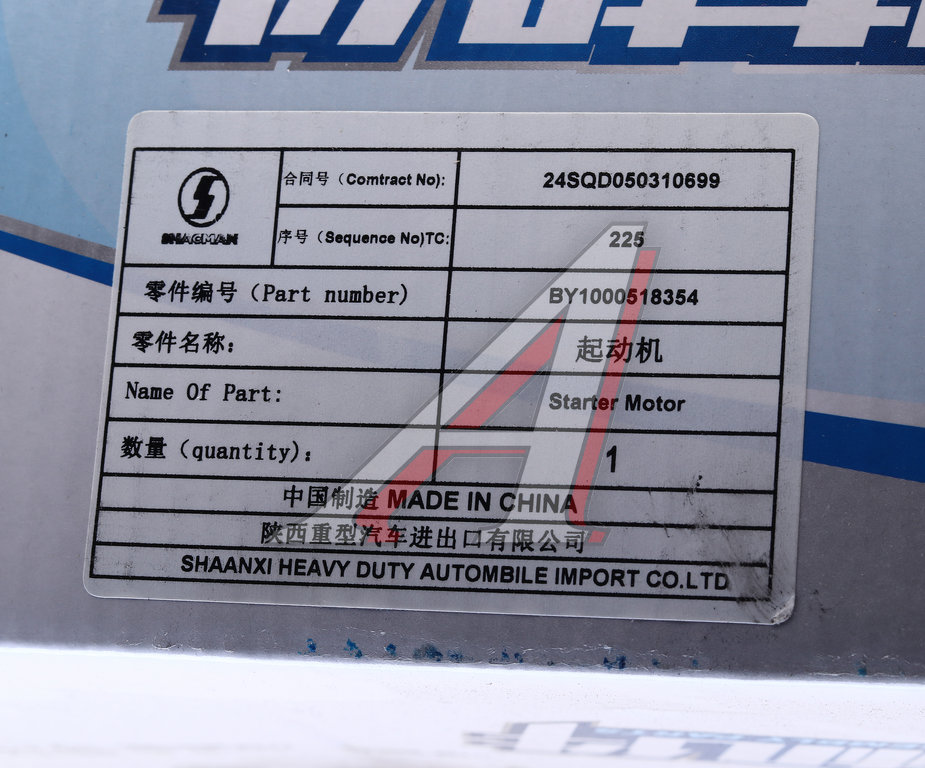 SHACMAN
合同号（Comtract No):
24SQD050310699
序号（Sequence No)TC:
225
零件编号（Part number)
BY1000518354
零件名称：
起动机
Name Of Part:
Starter Motor
数量（quantity)：
1
中国制造 MADE IN CHINA
陕西重型汽车进出口有限公司
SHAANXI HEAVY DUTY AUTOMBILE IMPORT CO.LTD